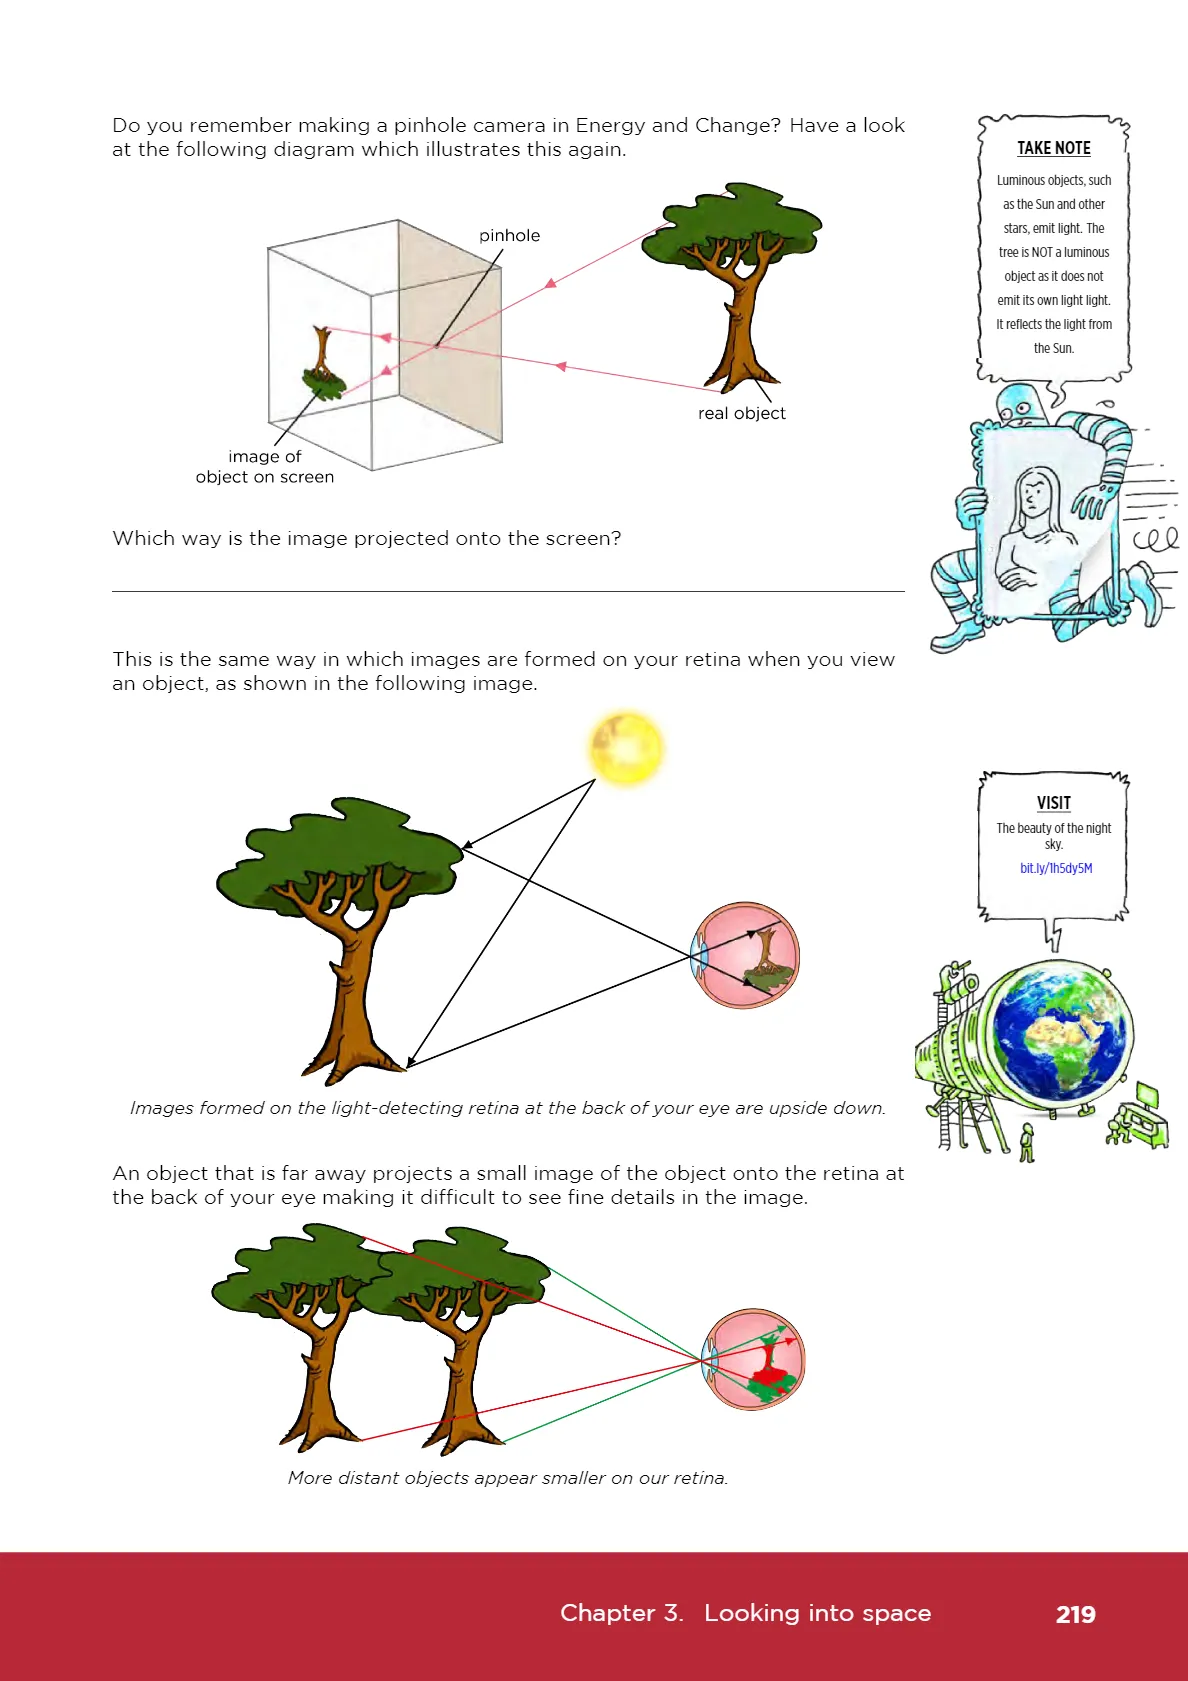 Do you remember making a pinhole camera in Energy and Change? Have a look
at the following diagram which illustrates this again.
pinhole
real object
image of
object on screen
Which way is the image projected onto the screen?
This is the same way in which images are formed on your retina when you view
an object, as shown in the following image.
Images formed on the light-detecting retina at the back of your eye are upside down.
An object that is far away projects a small image of the object onto the retina at
the back of your eye making it difficult to see fine details in the image.
More distant objects appear smaller on our retina.
TAKE NOTE
Luminous objects, such
as the Sun and other
stars, emit light. The
tree is NOT a luminous
object as it does not
emit its own light light.
It reflects the light from
the Sun.
VISIT
The beauty of the night
sky.
bit.ly/1h5dy5M
Chapter 3. Looking into space
219